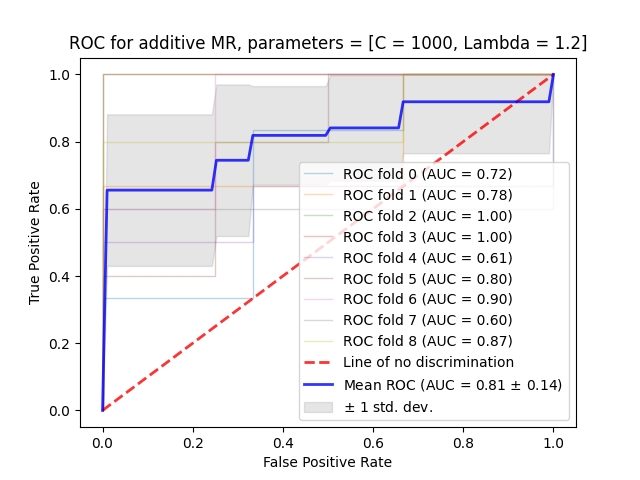 ROC for additive MR, parameters = [C = 1000, Lambda = 1.2]
True Positive Rate
1.0
0.8
0.6
0.4
0.2
0.0
ROC fold 0 (AUC = 0.72)
ROC fold 1 (AUC = 0.78)
ROC fold 2 (AUC = 1.00)
ROC fold 3 (AUC = 1.00)
ROC fold 4 (AUC = 0.61)
ROC fold 5 (AUC = 0.80)
ROC fold 6 (AUC = 0.90)
ROC fold 7 (AUC = 0.60)
ROC fold 8 (AUC = 0.87)
Line of no discrimination
Mean ROC (AUC = 0.81 ± 0.14)
± 1 std. dev.
0.0 0.2 0.4 0.6 0.8 1.0
False Positive Rate